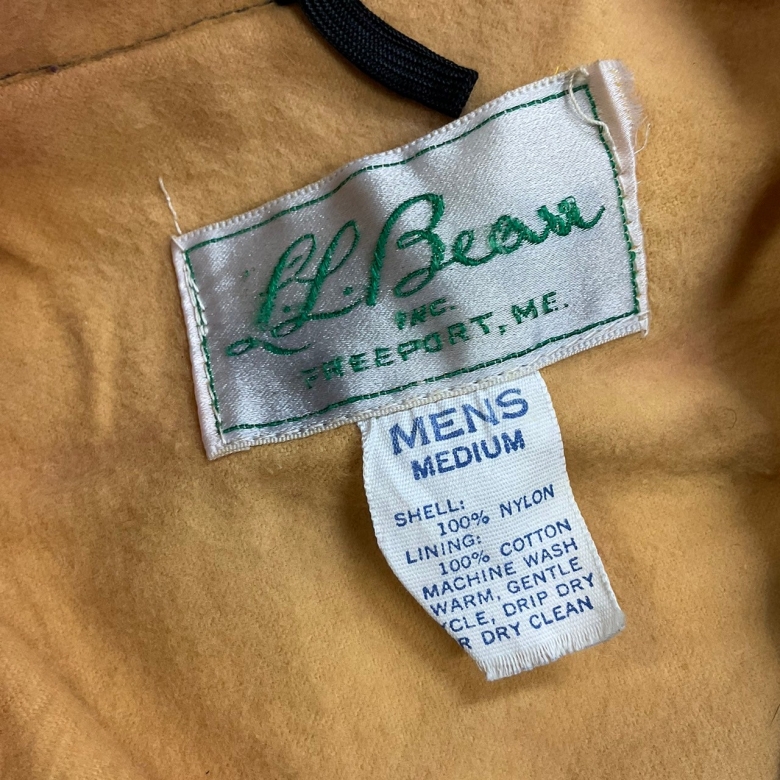 L.L. Bean
INC.
FREEPORT, ME.
MENS
MEDIUM
SHELL:
100% NYLON
LINING:
100% COTTON
MACHINE WASH
WARM, GENTLE
YCLE, DRIP DRY
R DRY CLEAN